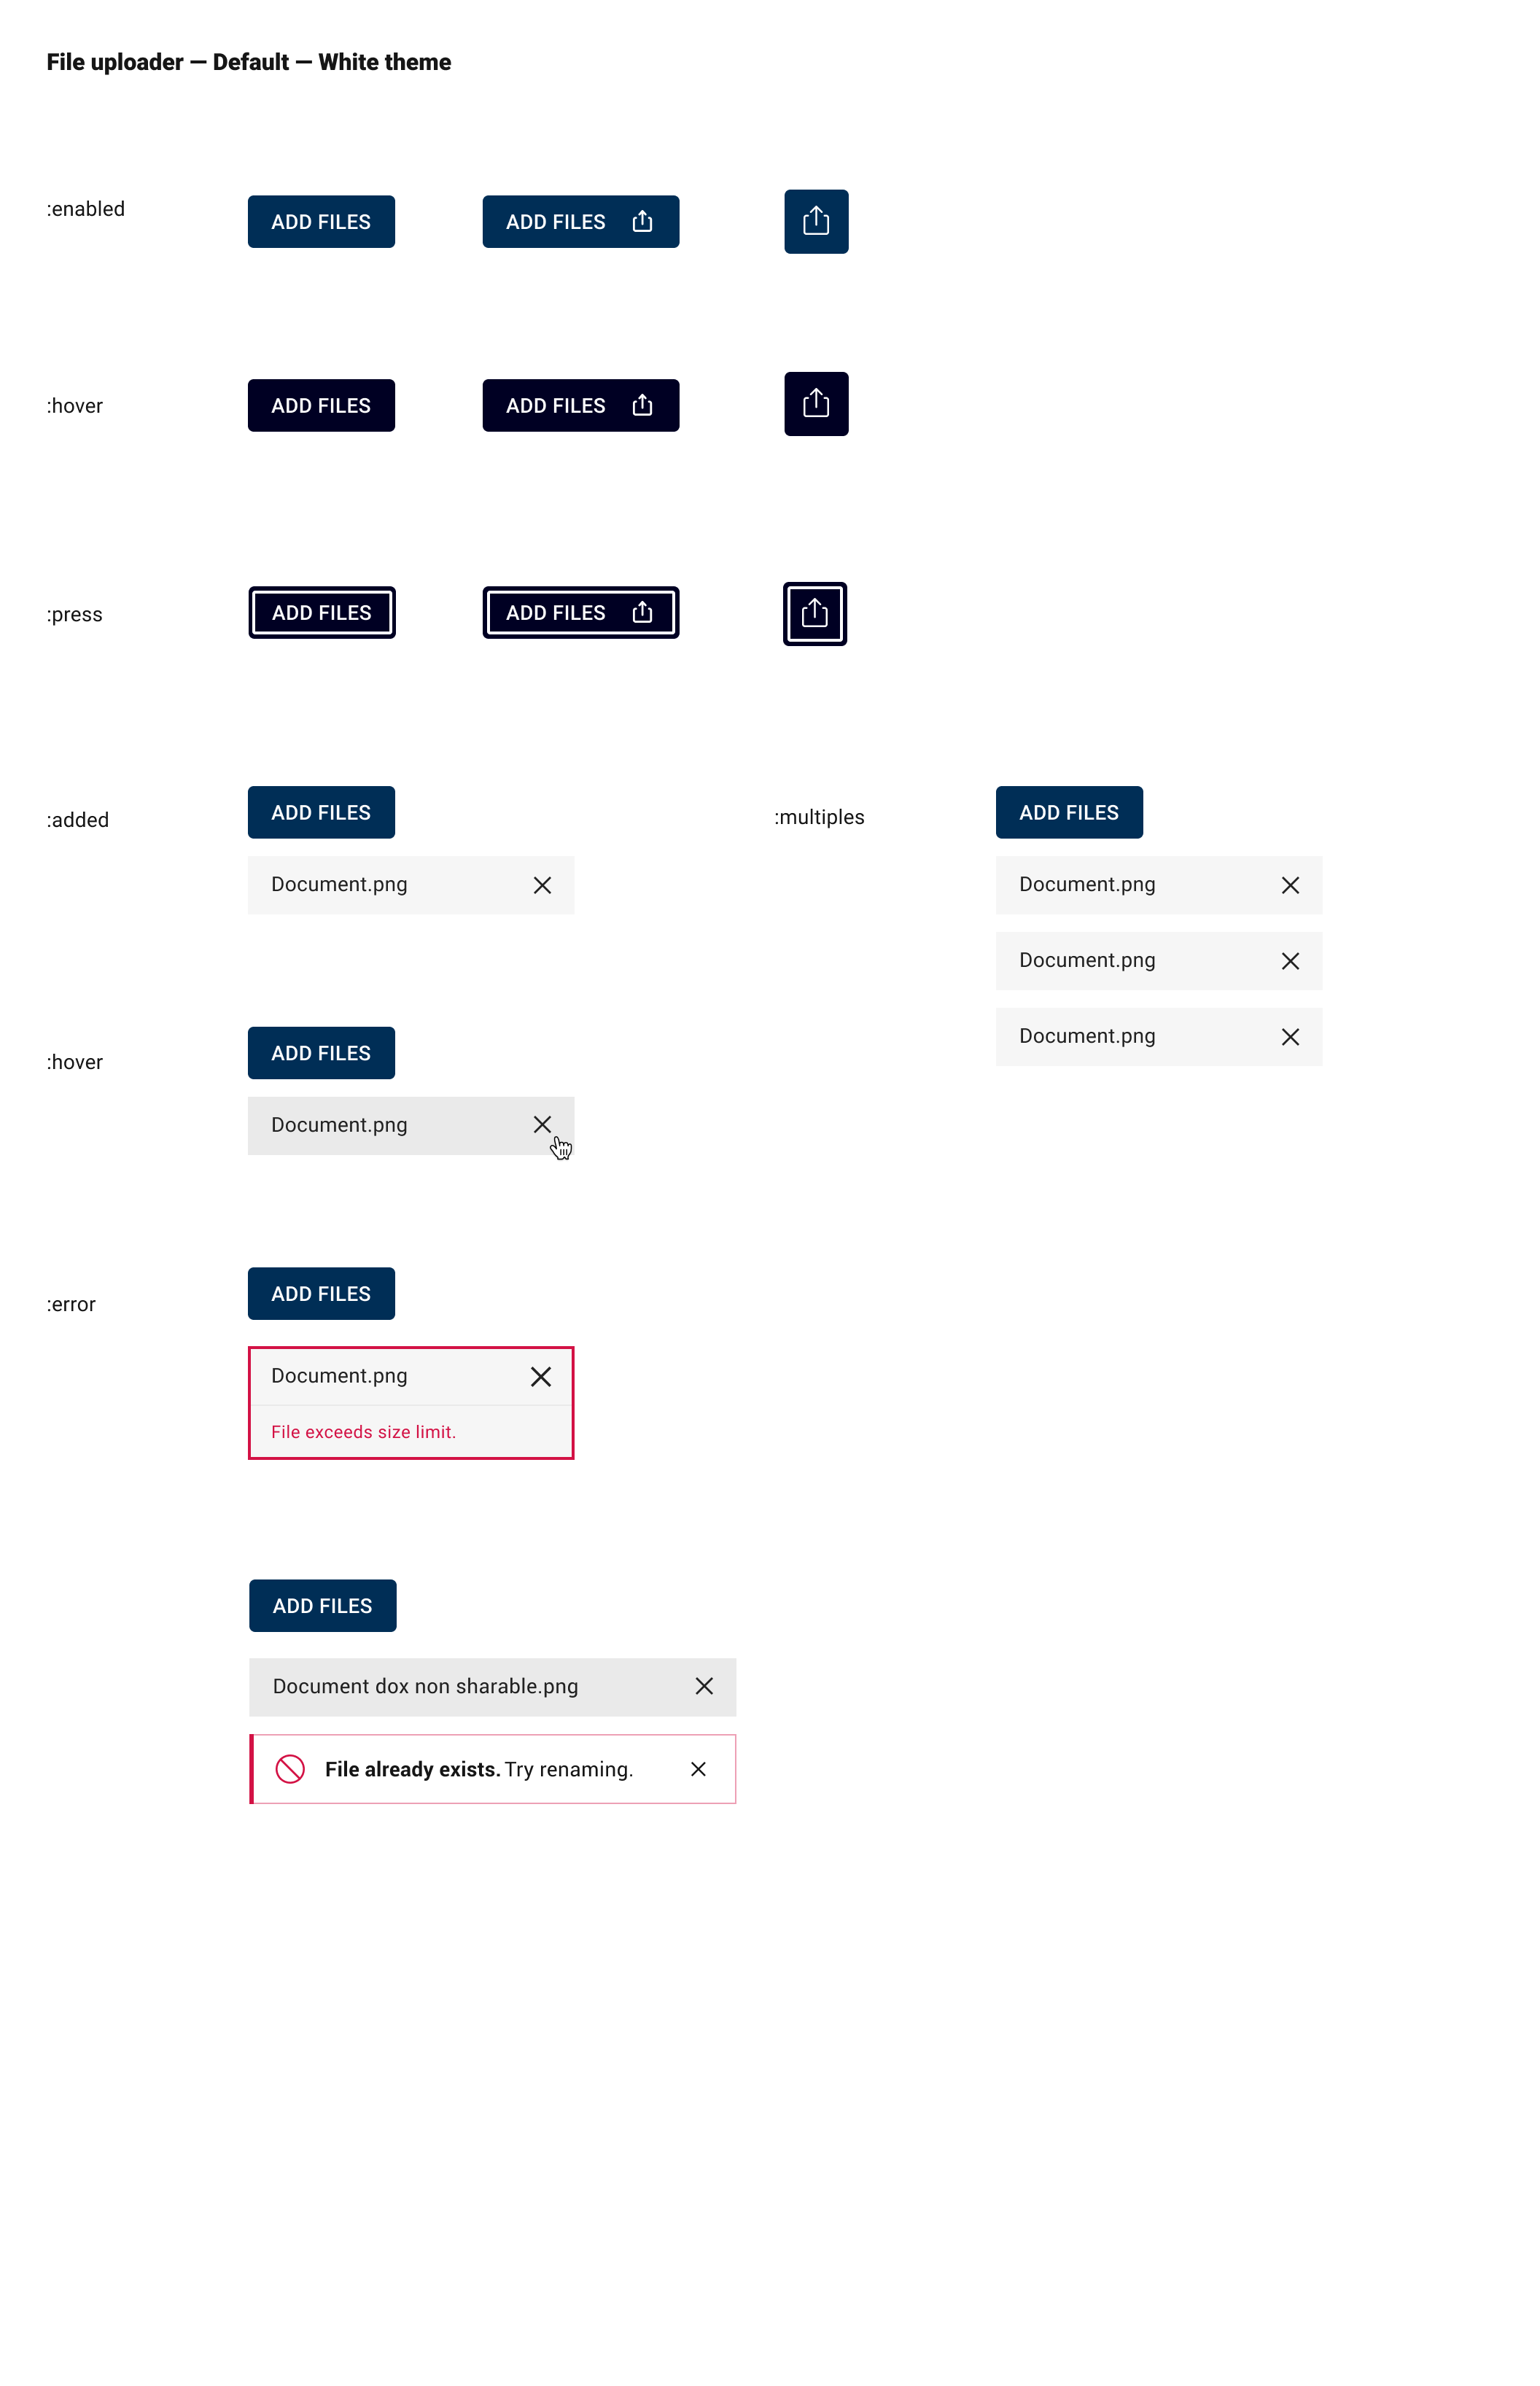 File uploader — Default — White theme
:enabled
ADD FILES
ADD FILES
:hover
ADD FILES
ADD FILES
:press
ADD FILES
ADD FILES
:added
ADD FILES
Document.png
:multiples
ADD FILES
Document.png
Document.png
Document.png
:hover
ADD FILES
Document.png
:error
ADD FILES
Document.png
File exceeds size limit.
ADD FILES
Document dox non sharable.png
File already exists. Try renaming.